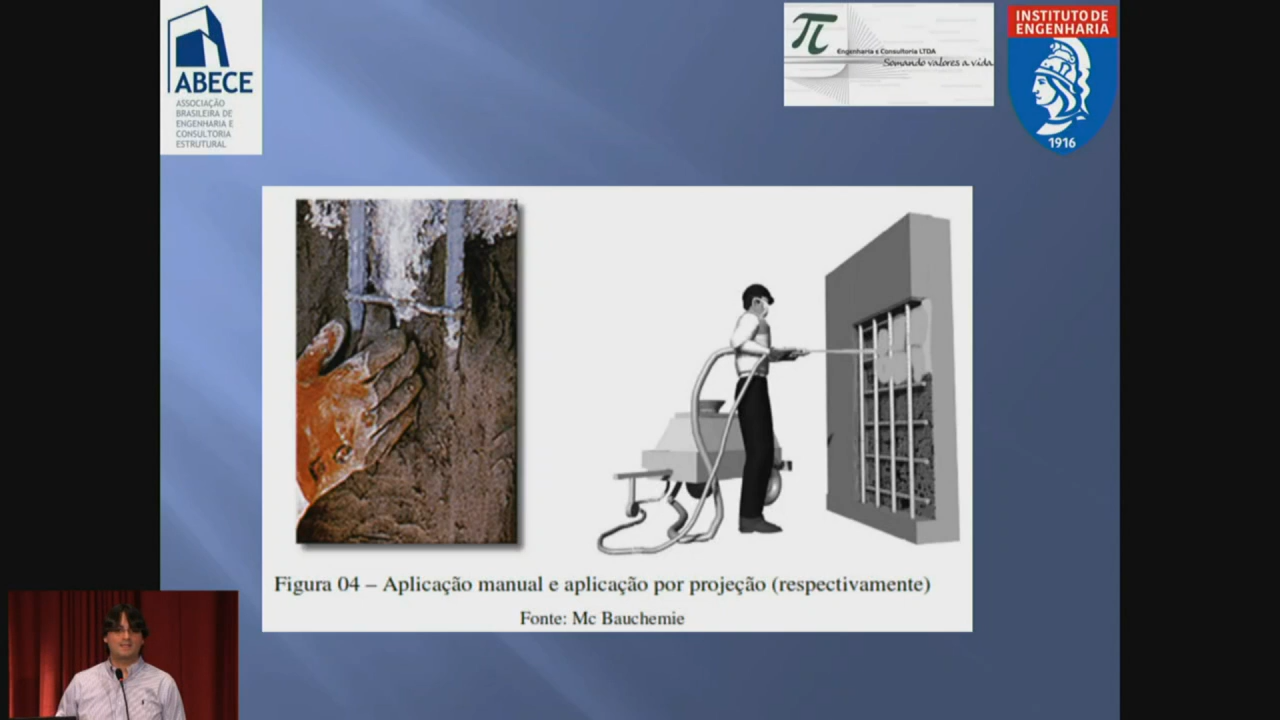 ABECE
ASSOCIAÇÃO
BRASILEIRA DE
ENGENHARIA E
CONSULTORIA
ESTRUTURAL
π
Engenharia e Consultoria LTDA
Somando valores a vida.
INSTITUTO DE
ENGENHARIA
1916
Figura 04 – Aplicação manual e aplicação por projeção (respectivamente)
Fonte: Mc Bauchemie